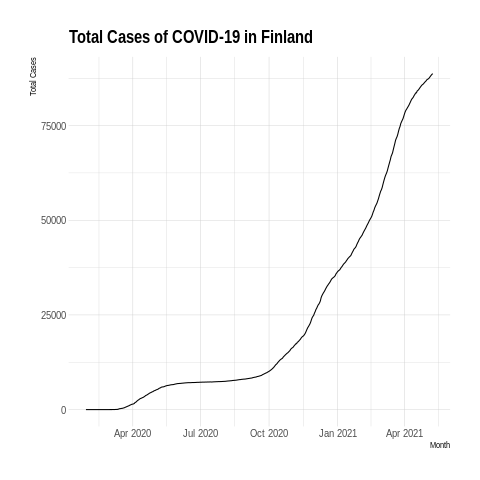 Total Cases of COVID-19 in Finland
Total Cases
75000
50000
25000
0
Apr 2020 Jul 2020 Oct 2020 Jan 2021 Apr 2021
Month